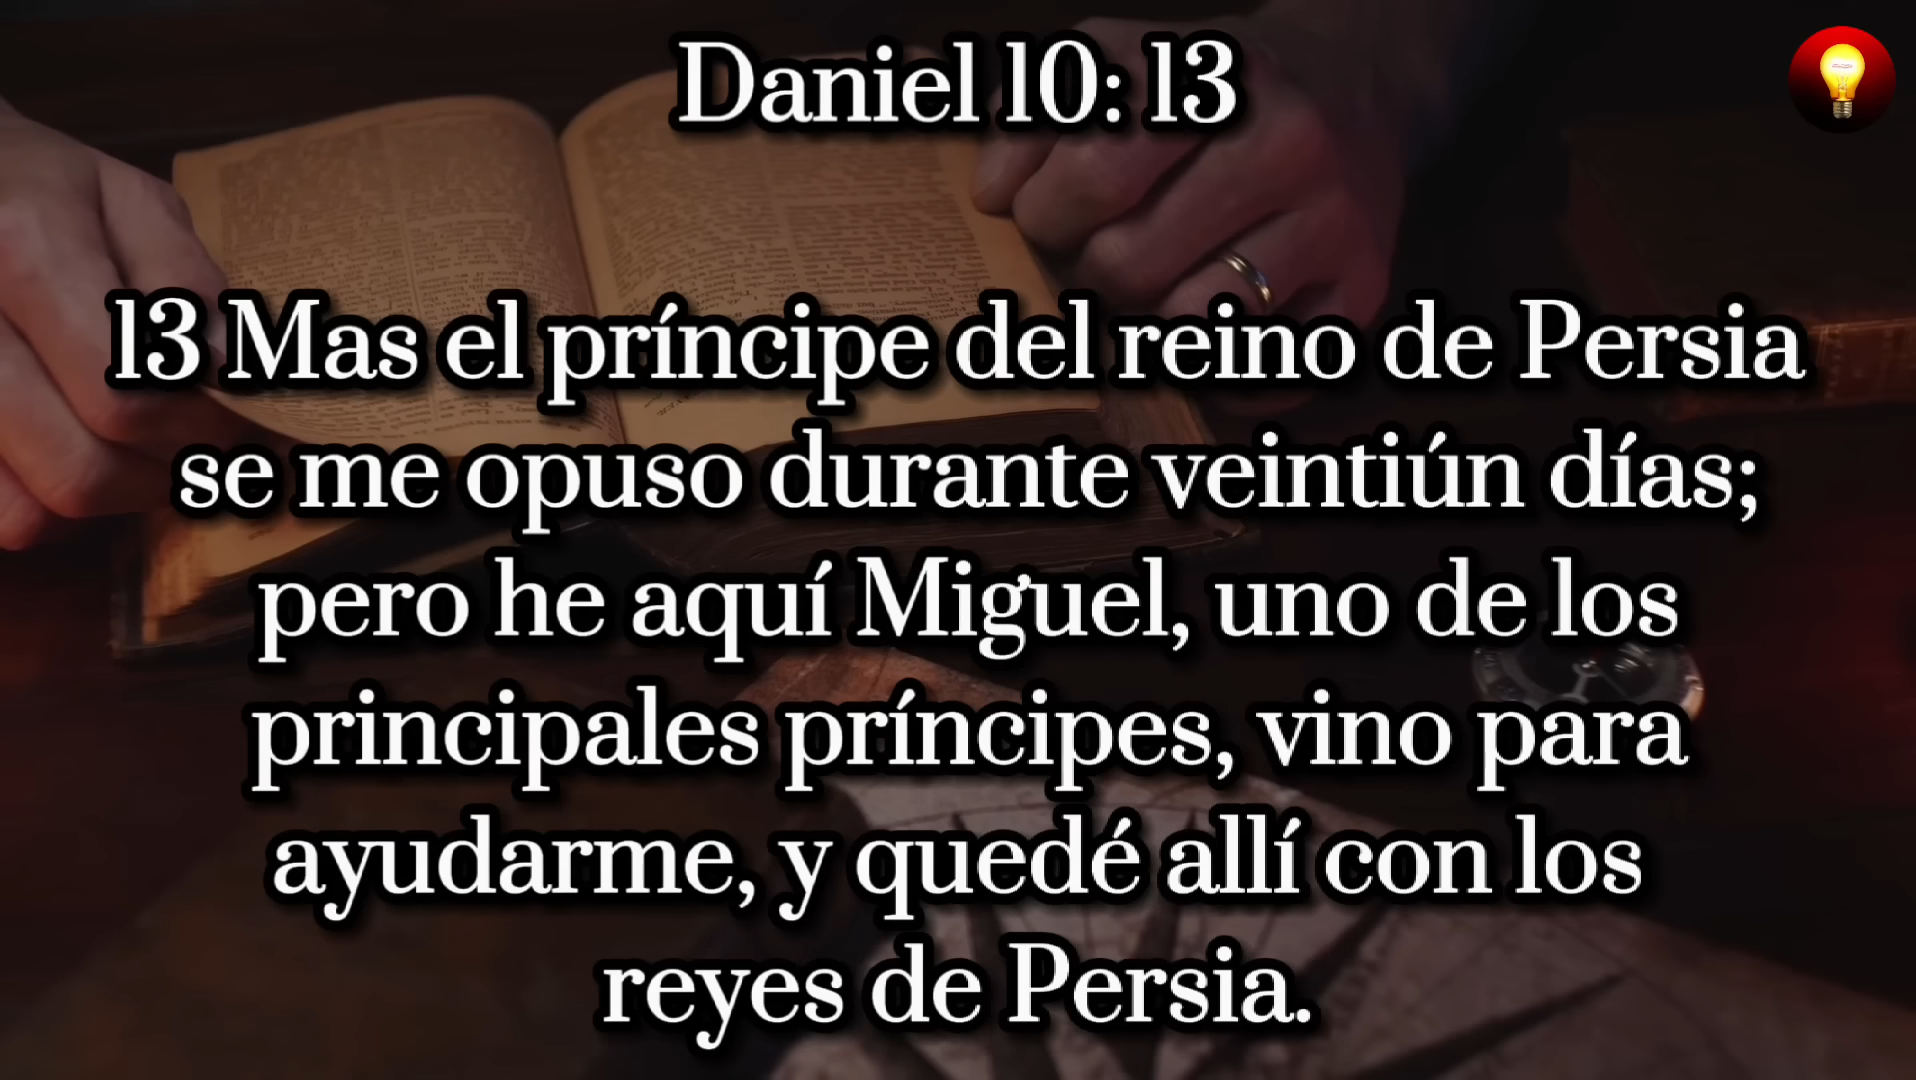 Daniel 10: 13
13 Mas el príncipe del reino de Persia
se me opuso durante veintiún días;
pero he aquí Miguel, uno de los
principales príncipes, vino para
ayudarme, y quedé allí con los
reyes de Persia.